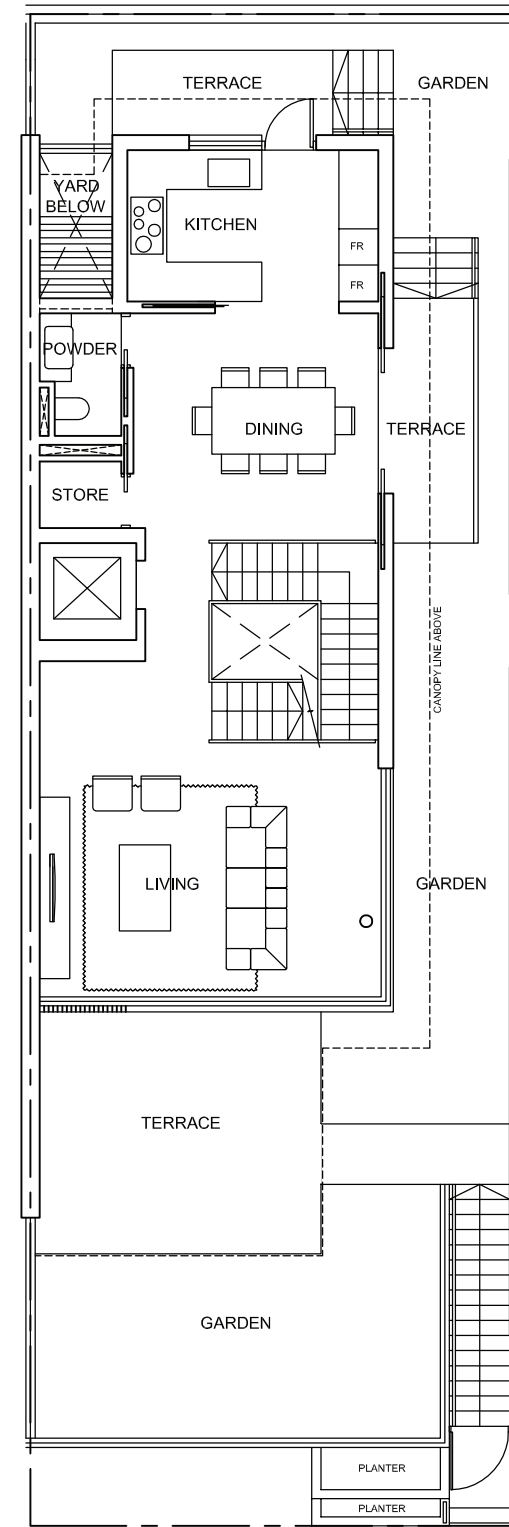 TERRACE
GARDEN
YARD
BELOW
KITCHEN
FR
FR
POWDER
DINING
TERRACE
STORE
CANOPY LINE ABOVE
LIVING
GARDEN
TERRACE
GARDEN
PLANTER
PLANTER